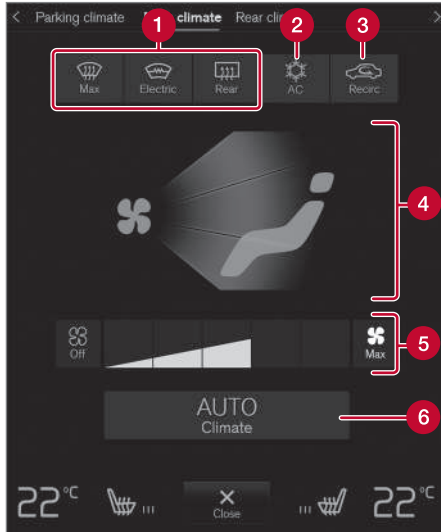 Parking climate climate Rear
1 2 3
Max Electric Rear AC Recirc
4
Off Max
5
AUTO
Climate
6
22°C 22°C
Close